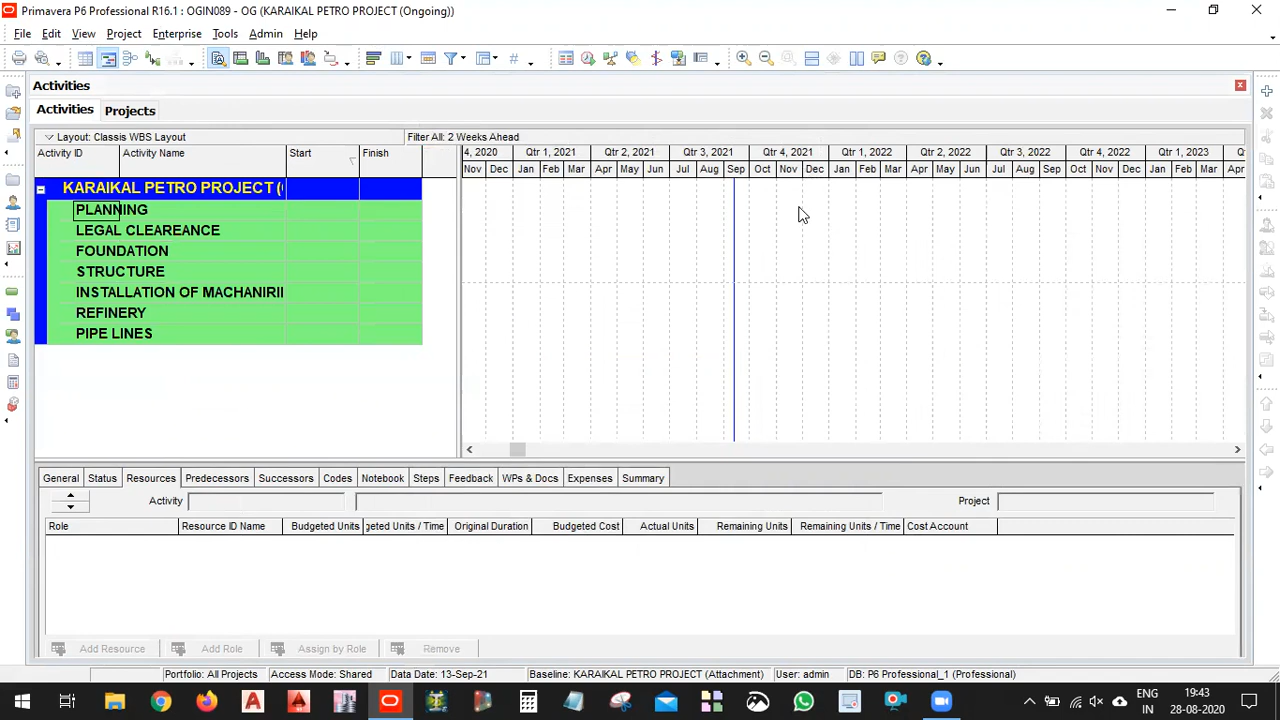 Primavera P6 Professional R16.1 : OGIN089 - OG (KARAIKAL PETRO PROJECT (Ongoing))
File Edit View Project Enterprise Tools Admin Help
Activities
Activities Projects
Layout: Classis WBS Layout Filter All: 2 Weeks Ahead
Activity ID Activity Name Start Finish
4, 2020 Qtr 1, 2021 Qtr 2, 2021 Qtr 3, 2021 Qtr 4, 2021 Qtr 1, 2022 Qtr 2, 2022 Qtr 3, 2022 Qtr 4, 2022 Qtr 1, 2023 Q
Nov Dec Jan Feb Mar Apr May Jun Jul Aug Sep Oct Nov Dec Jan Feb Mar Apr May Jun Jul Aug Sep Oct Nov Dec Jan Feb Mar Apr
KARAIKAL PETRO PROJECT (
PLANNING
LEGAL CLEAREANCE
FOUNDATION
STRUCTURE
INSTALLATION OF MACHANIRII
REFINERY
PIPE LINES
General Status Resources Predecessors Successors Codes Notebook Steps Feedback WPs & Docs Expenses Summary
Activity Project
Role Resource ID Name Budgeted Units geted Units / Time Original Duration Budgeted Cost Actual Units Remaining Units Remaining Units / Time Cost Account
Add Resource Add Role Assign by Role Remove
Portfolio: All Projects Access Mode: Shared Data Date: 13-Sep-21 Baseline: KARAIKAL PETRO PROJECT (Attachment) User: admin DB: P6 Professional_1 (Professional)
ENG 19:43
IN 28-08-2020